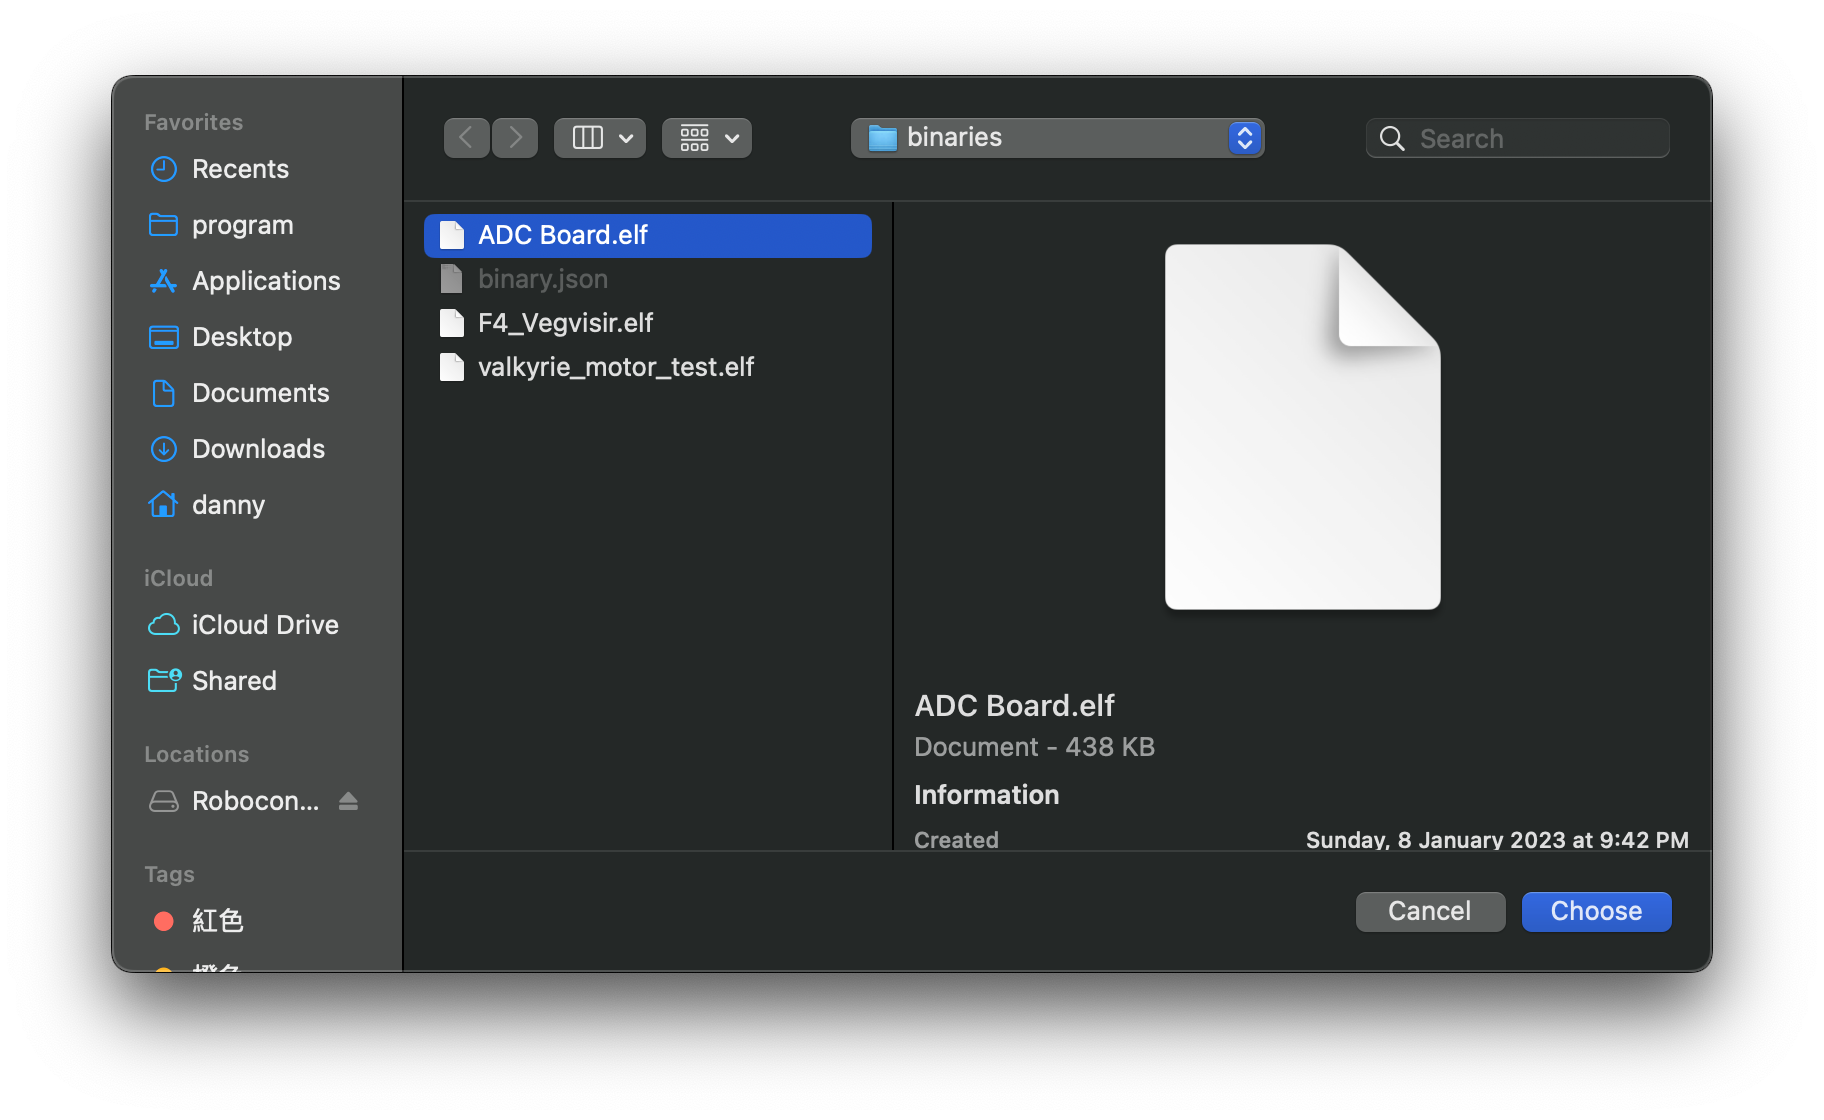 Favorites
Recents
program
Applications
Desktop
Documents
Downloads
danny
iCloud
iCloud Drive
Shared
Locations
Robocon...
Tags
紅色
binaries
Search
ADC Board.elf
binary.json
F4_Vegvisir.elf
valkyrie_motor_test.elf
ADC Board.elf
Document - 438 KB
Information
Created Sunday, 8 January 2023 at 9:42 PM
Cancel Choose